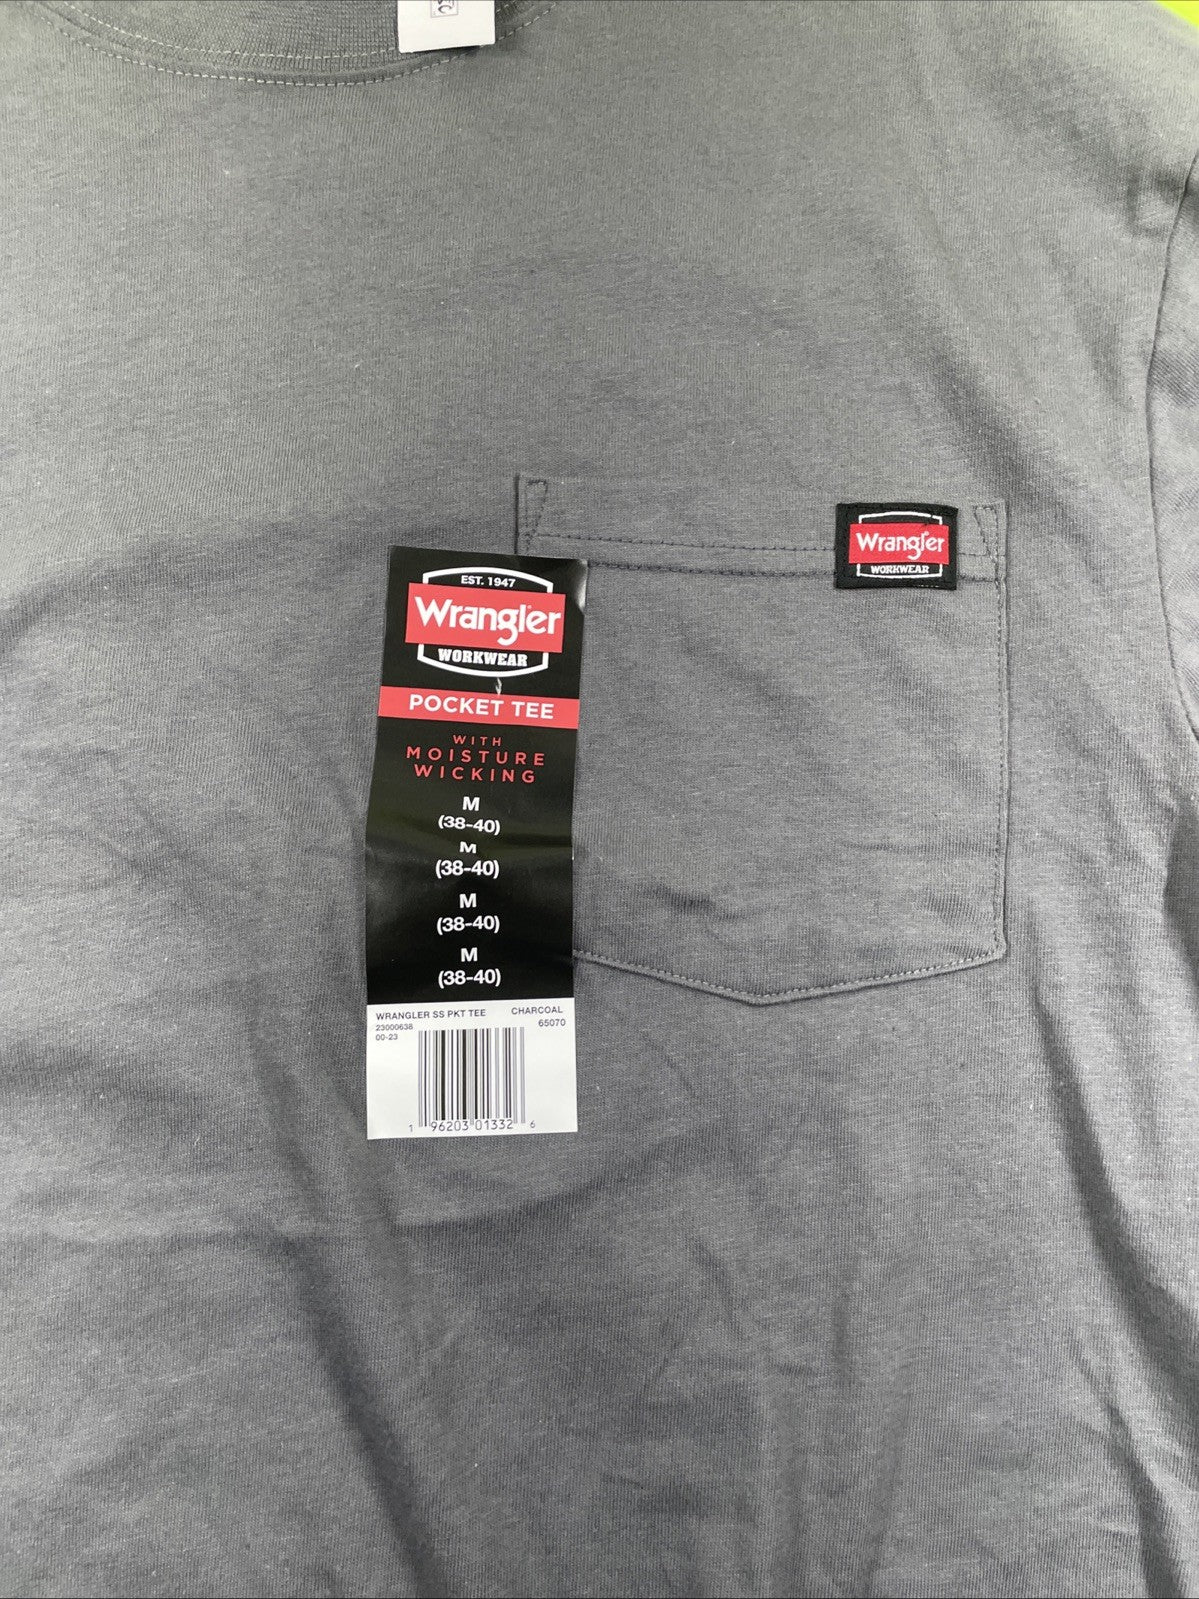 Wrangler
WORKWEAR
EST. 1947
Wrangler
WORKWEAR
POCKET TEE
WITH
MOISTURE
WICKING
M
(38-40)
M
(38-40)
M
(38-40)
M
(38-40)
WRANGLER SS PKT TEE CHARCOAL
23000638 65070
00-23
1 96203 01332 6